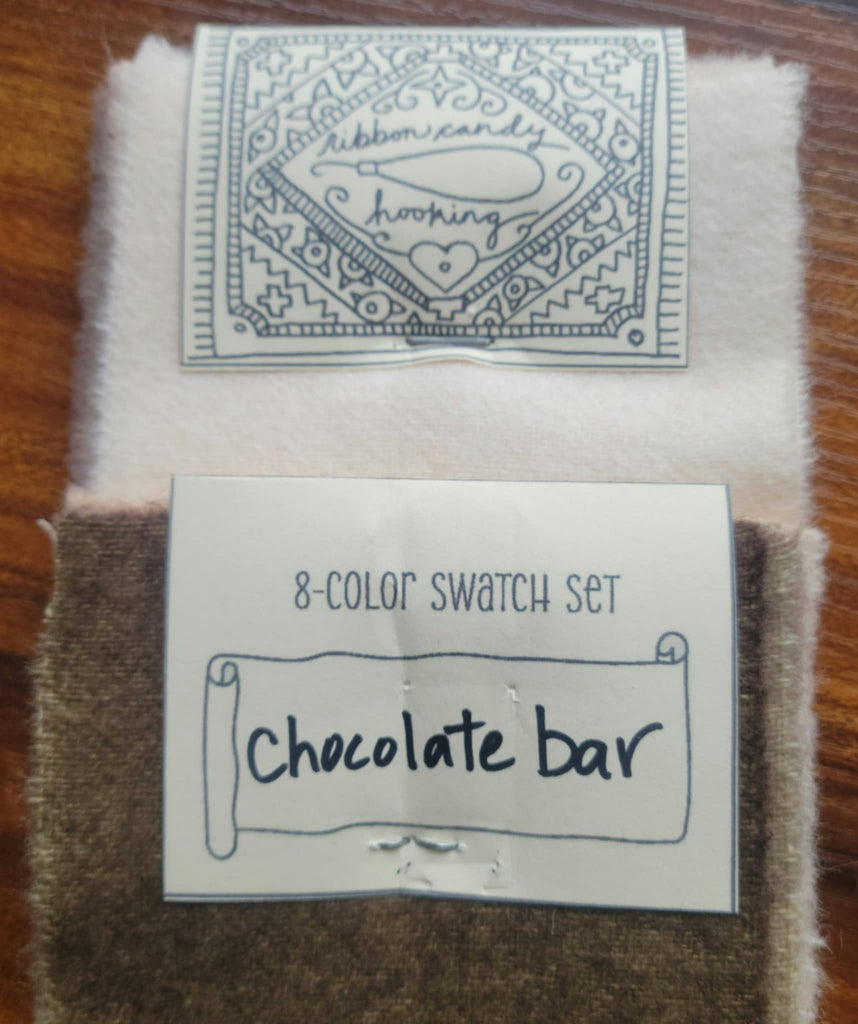 ribbon candy
hooking
8-COLOr SWATCH SET
chocolate bar